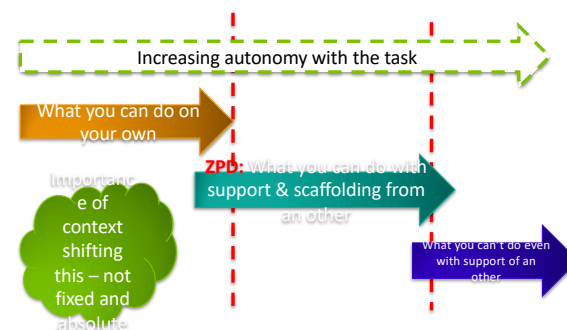 Increasing autonomy with the task
What you can do on
your own
ZPD: What you can do with
support & scaffolding from
an other
Importanc
e of
context
shifting
this – not
fixed and
absolute
What you can't do even
with support of an
other